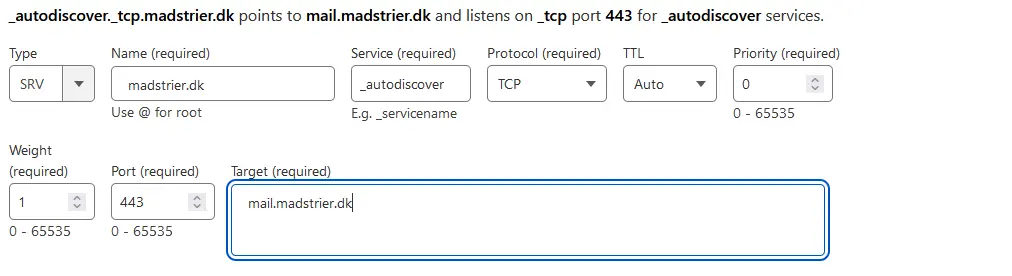 _autodiscover._tcp.madstrier.dk points to mail.madstrier.dk and listens on _tcp port 443 for _autodiscover services.
Type Name (required) Service (required) Protocol (required) TTL Priority (required)
SRV madstrier.dk _autodiscover TCP Auto 0
Use @ for root E.g. _servicename 0 - 65535
Weight
(required) Port (required) Target (required)
1 443 mail.madstrier.dk
0 - 65535 0 - 65535